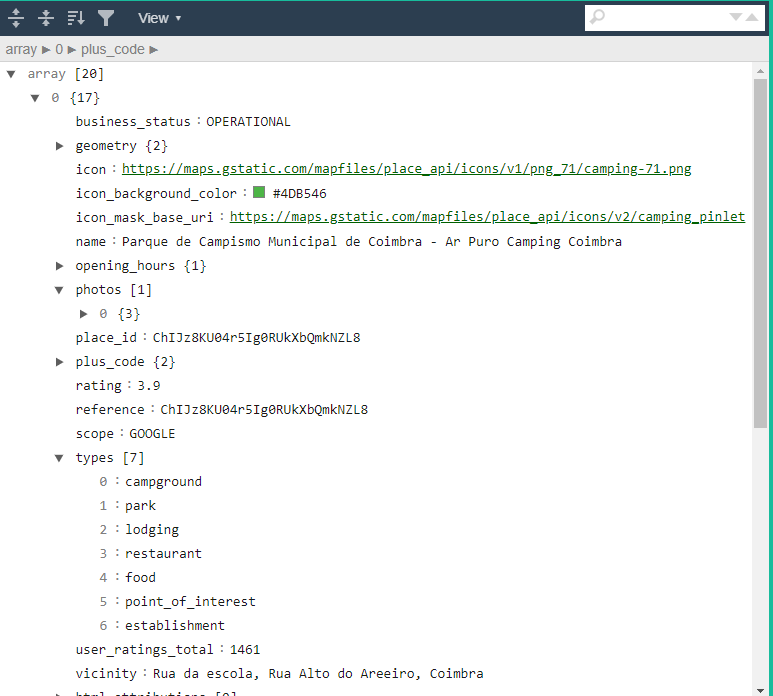 View
array ▶ 0 ▶ plus_code ▶
array [20]
0 {17}
business_status : OPERATIONAL
geometry {2}
icon : https://maps.gstatic.com/mapfiles/place_api/icons/v1/png_71/camping-71.png
icon_background_color : #4DB546
icon_mask_base_uri : https://maps.gstatic.com/mapfiles/place_api/icons/v2/camping_pinlet
name : Parque de Campismo Municipal de Coimbra - Ar Puro Camping Coimbra
opening_hours {1}
photos [1]
0 {3}
place_id : ChIJz8KU04r5Ig0RUkXbQmkNZL8
plus_code {2}
rating : 3.9
reference : ChIJz8KU04r5Ig0RUkXbQmkNZL8
scope : GOOGLE
types [7]
0 : campground
1 : park
2 : lodging
3 : restaurant
4 : food
5 : point_of_interest
6 : establishment
user_ratings_total : 1461
vicinity : Rua da escola, Rua Alto do Areeiro, Coimbra
html_attributions [0]